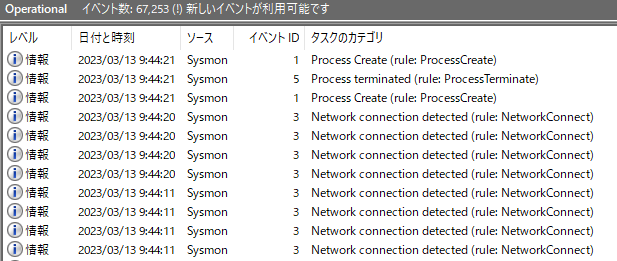 Operational イベント数: 67,253 (!) 新しいイベントが利用可能です
レベル 日付と時刻 ソース イベント ID タスクのカテゴリ
情報 2023/03/13 9:44:21 Sysmon 1 Process Create (rule: ProcessCreate)
情報 2023/03/13 9:44:21 Sysmon 5 Process terminated (rule: ProcessTerminate)
情報 2023/03/13 9:44:21 Sysmon 1 Process Create (rule: ProcessCreate)
情報 2023/03/13 9:44:20 Sysmon 3 Network connection detected (rule: NetworkConnect)
情報 2023/03/13 9:44:20 Sysmon 3 Network connection detected (rule: NetworkConnect)
情報 2023/03/13 9:44:20 Sysmon 3 Network connection detected (rule: NetworkConnect)
情報 2023/03/13 9:44:20 Sysmon 3 Network connection detected (rule: NetworkConnect)
情報 2023/03/13 9:44:11 Sysmon 3 Network connection detected (rule: NetworkConnect)
情報 2023/03/13 9:44:11 Sysmon 3 Network connection detected (rule: NetworkConnect)
情報 2023/03/13 9:44:11 Sysmon 3 Network connection detected (rule: NetworkConnect)
情報 2023/03/13 9:44:11 Sysmon 3 Network connection detected (rule: NetworkConnect)